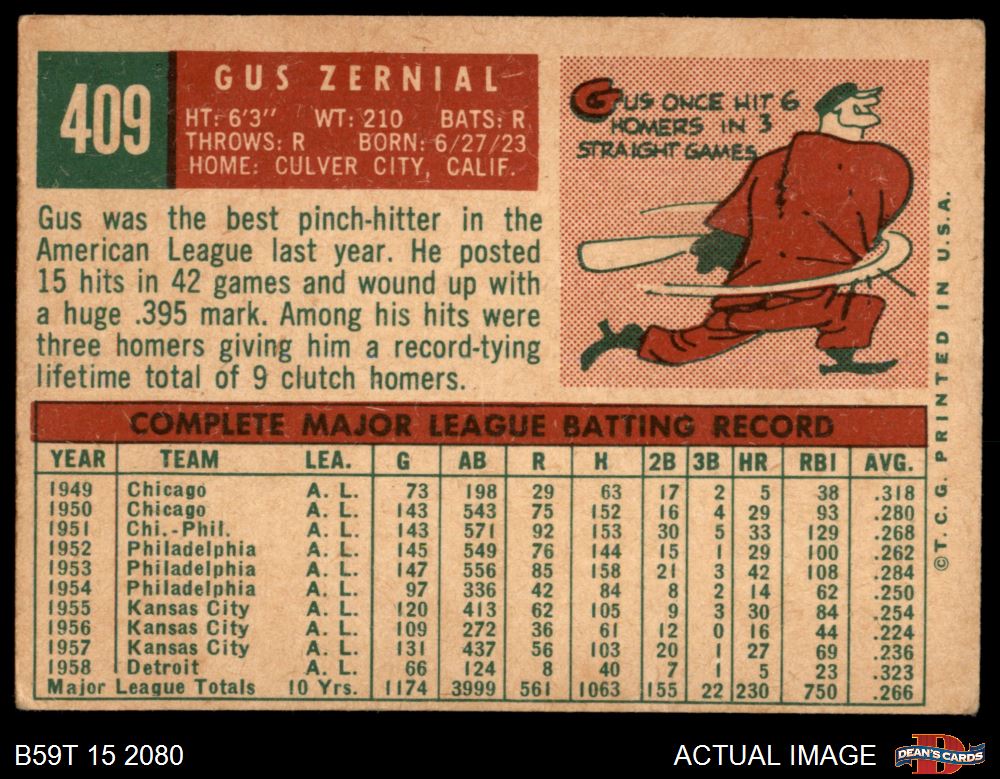 409
GUS ZERNIAL
HT: 6'3" WT: 210 BATS: R
THROWS: R BORN: 6/27/23
HOME: CULVER CITY, CALIF.
GUS ONCE HIT 6
HOMERS IN 3
STRAIGHT GAMES
Gus was the best pinch-hitter in the
American League last year. He posted
15 hits in 42 games and wound up with
a huge .395 mark. Among his hits were
three homers giving him a record-tying
lifetime total of 9 clutch homers.
COMPLETE MAJOR LEAGUE BATTING RECORD
YEAR TEAM LEA. G AB R H 2B 3B HR RBI AVG.
1949 Chicago A. L. 73 198 29 63 17 2 5 38 .318
1950 Chicago A. L. 143 543 75 152 16 4 29 93 .280
1951 Chi.-Phil. A. L. 143 571 92 153 30 5 33 129 .268
1952 Philadelphia A. L. 145 549 76 144 15 1 29 100 .262
1953 Philadelphia A. L. 147 556 85 158 21 3 42 108 .284
1954 Philadelphia A. L. 97 336 42 84 8 2 14 62 .250
1955 Kansas City A. L. 120 413 62 105 9 3 30 84 .254
1956 Kansas City A. L. 109 272 36 61 12 0 16 44 .224
1957 Kansas City A. L. 131 437 56 103 20 1 27 69 .236
1958 Detroit A. L. 66 124 8 40 7 1 5 23 .323
Major League Totals 10 Yrs. 1174 3999 561 1063 155 22 230 750 .266
©T. C. G. PRINTED IN U.S.A.
B59T 15 2080
ACTUAL IMAGE
DEAN'S CARDS